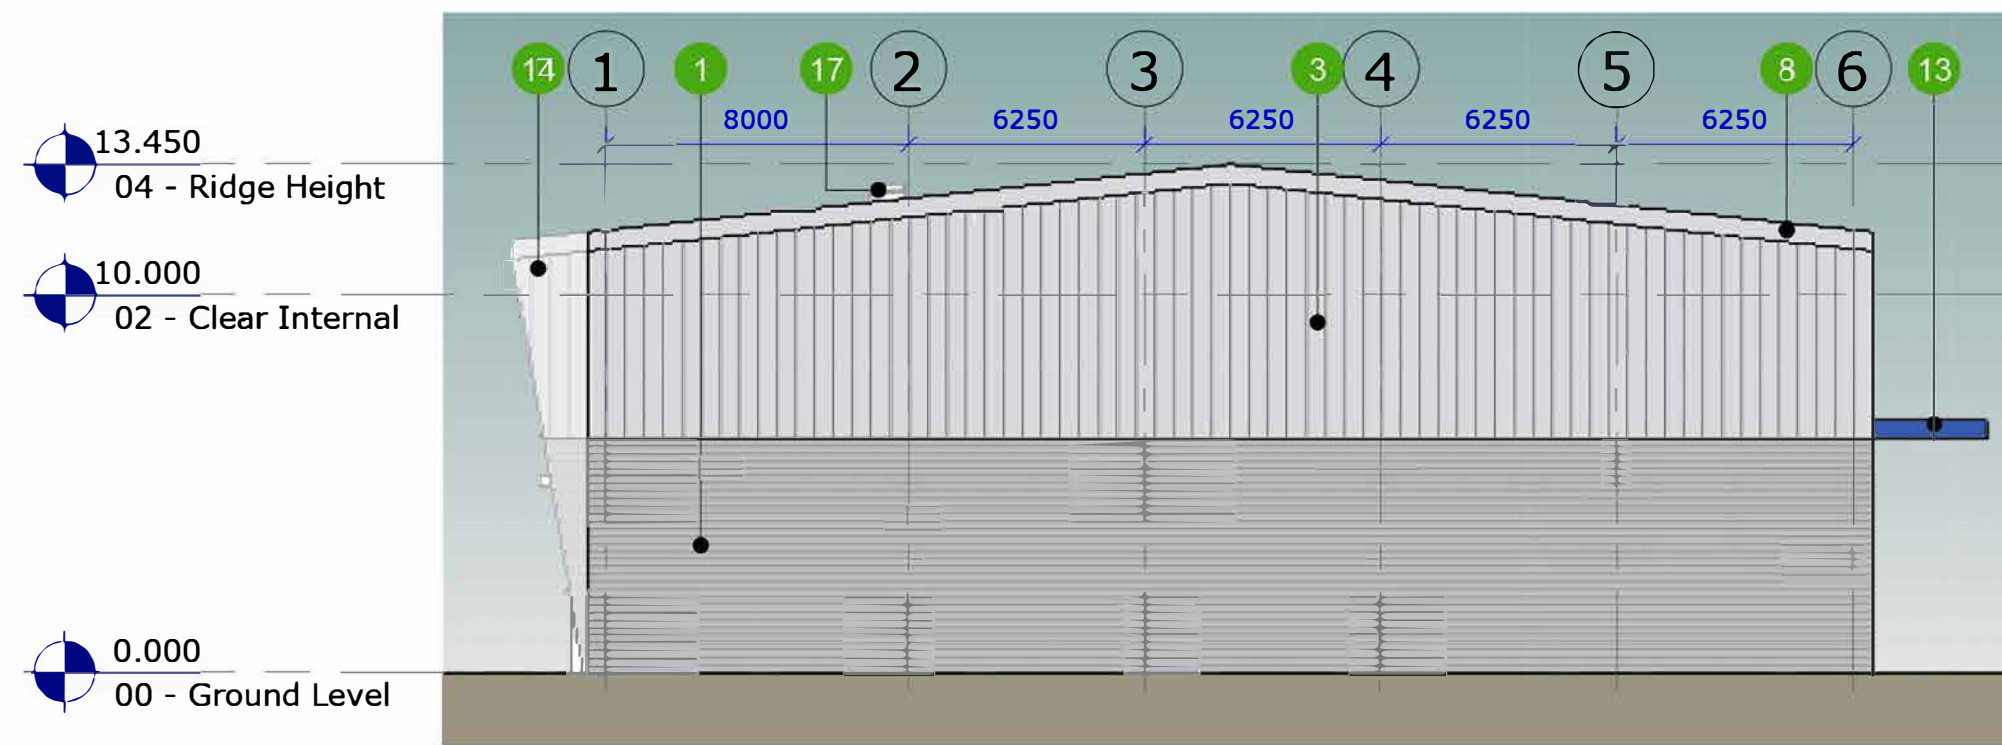 14 1 1 17 2 3 3 4 5 8 6 13
8000 6250 6250 6250 6250
13.450
04 - Ridge Height
10.000
02 - Clear Internal
0.000
00 - Ground Level